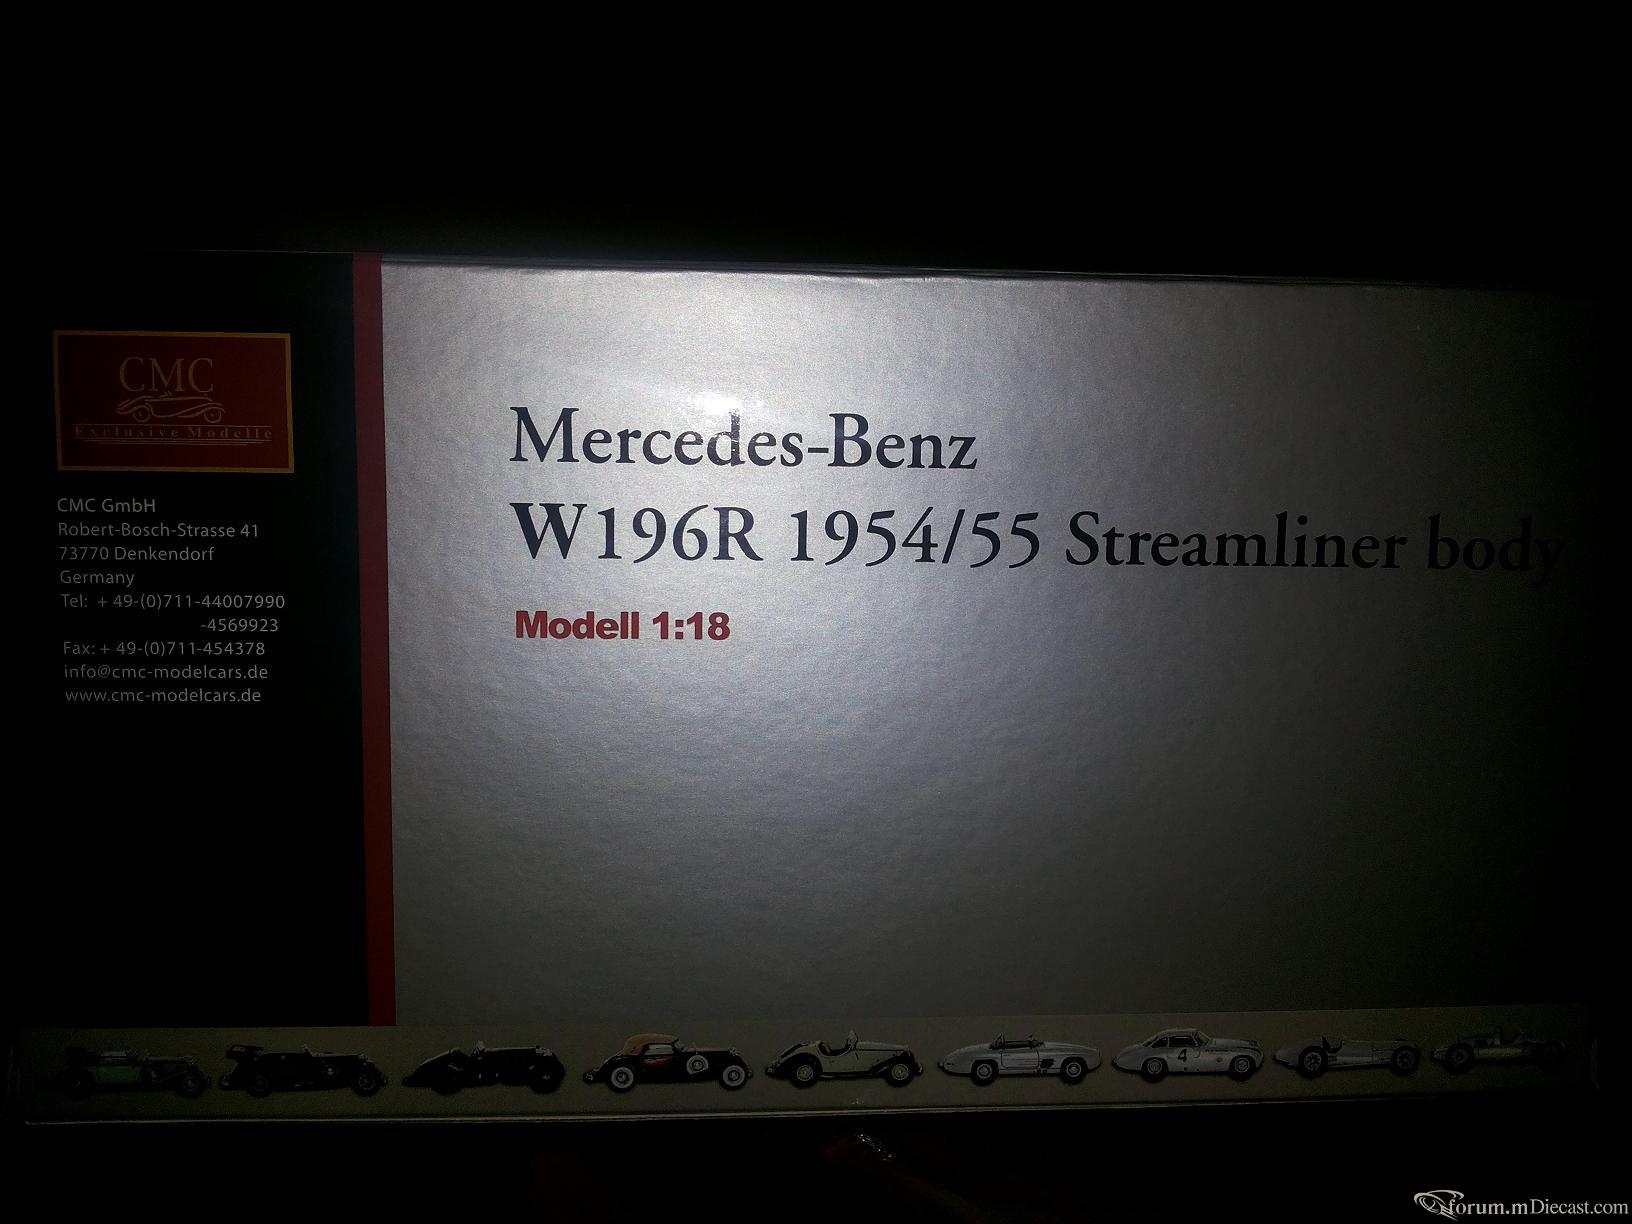 CMC
Exclusive Modelle
CMC GmbH
Robert-Bosch-Strasse 41
73770 Denkendorf
Germany
Tel: + 49-(0)711-44007990
-4569923
Fax: + 49-(0)711-454378
info@cmc-modelcars.de
www.cmc-modelcars.de
Mercedes-Benz
W196R 1954/55 Streamliner body
Modell 1:18
4
forum.mDiecast.com